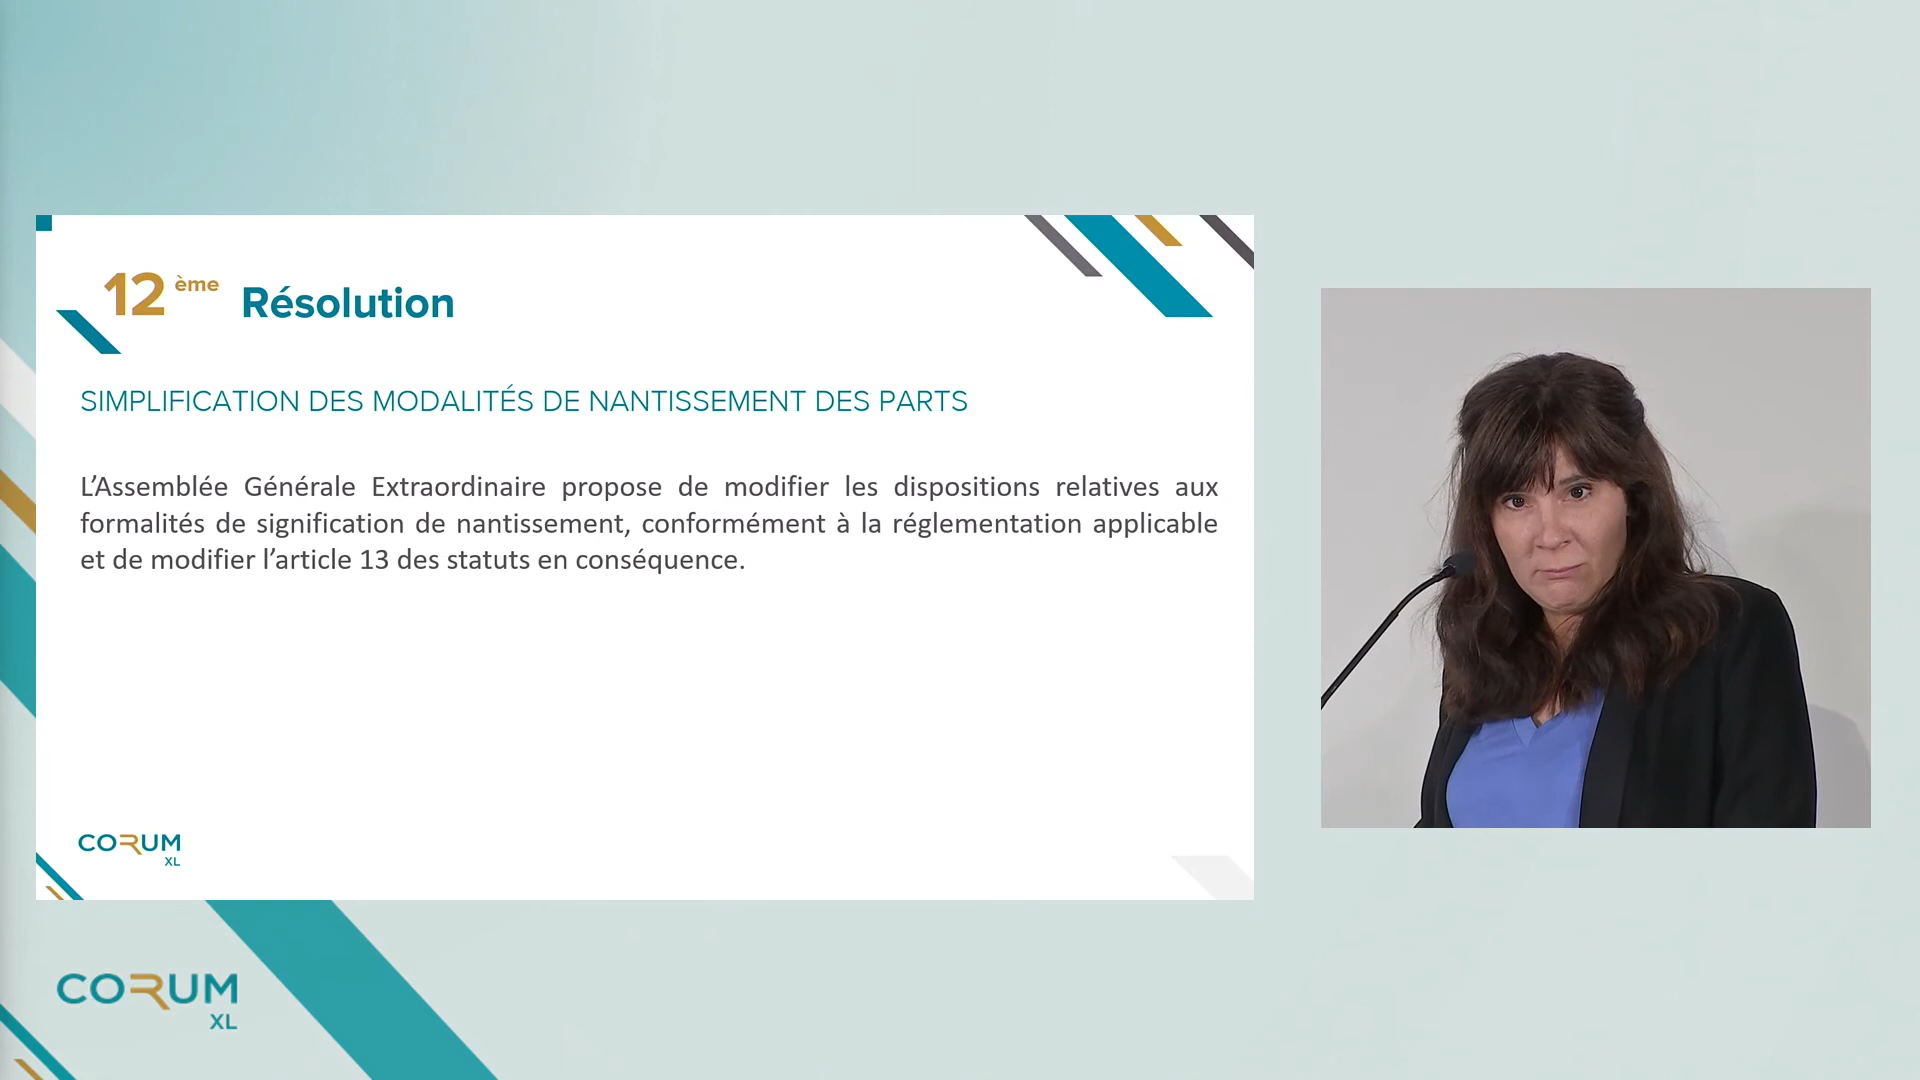 12 ème Résolution
SIMPLIFICATION DES MODALITÉS DE NANTISSEMENT DES PARTS
L’Assemblée Générale Extraordinaire propose de modifier les dispositions relatives aux
formalités de signification de nantissement, conformément à la réglementation applicable
et de modifier l’article 13 des statuts en conséquence.
CORUM
XL
CORUM
XL